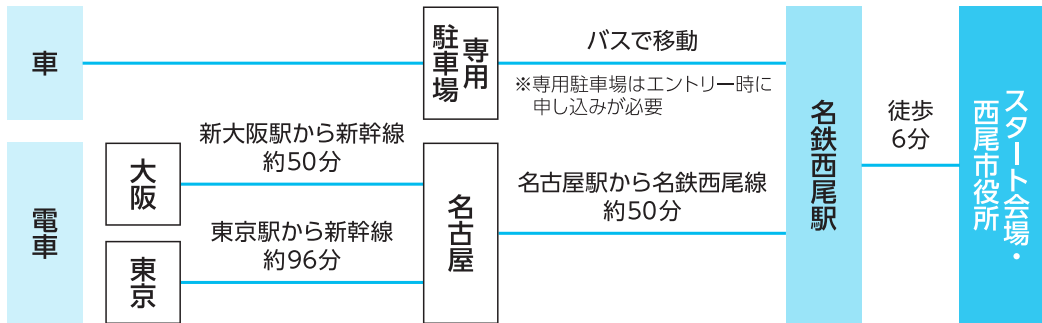 車
専用
駐車場
バスで移動
※専用駐車場はエントリー時に
申し込みが必要
電車
大阪
新大阪駅から新幹線
約50分
東京
東京駅から新幹線
約96分
名古屋
名古屋駅から名鉄西尾線
約50分
名鉄西尾駅
徒歩
6分
スタート会場・
西尾市役所